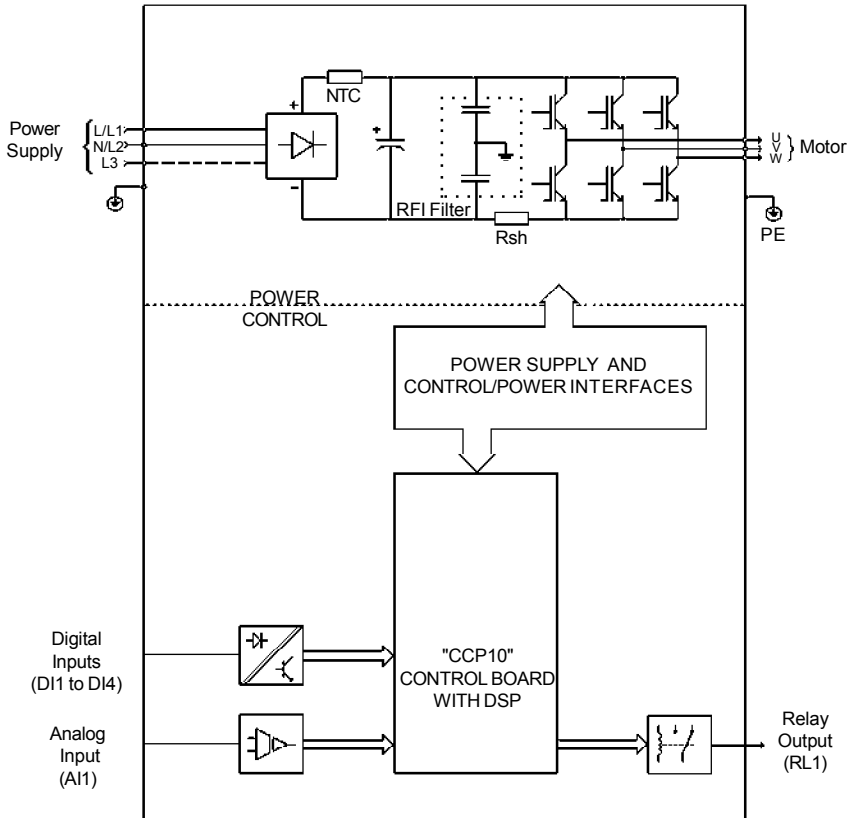 NTC
+
+
Power
Supply
L/L1
N/L2
L3
U
V
W
Motor
-
RFI Filter
Rsh
PE
POWER
CONTROL
POWER SUPPLY AND
CONTROL/POWER INTERFACES
"CCP10"
CONTROL BOARD
WITH DSP
Digital
Inputs
(DI1 to DI4)
Analog
Input
(AI1)
Relay
Output
(RL1)